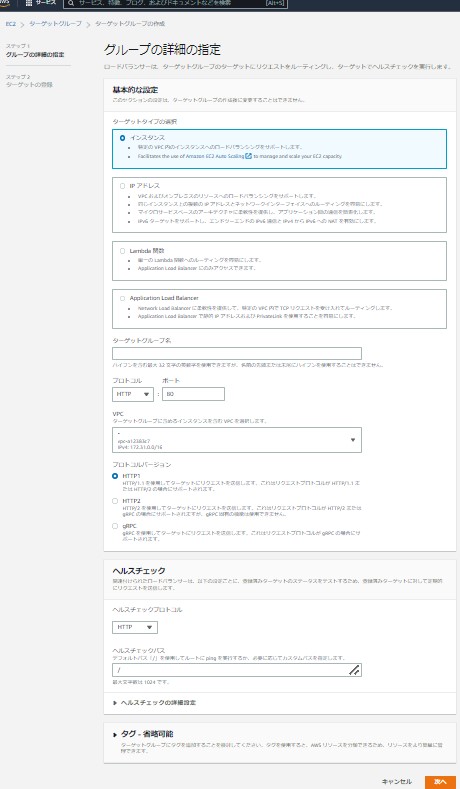 aws
サービス
サービス、特徴、ブログ、およびドキュメントなどを検索
[Alt+S]
EC2 > ターゲットグループ > ターゲットグループの作成
ステップ 1
グループの詳細の指定
ステップ 2
ターゲットの登録
グループの詳細の指定
ロードバランサーは、ターゲットグループのターゲットにリクエストをルーティングし、ターゲットでヘルスチェックを実行します。
基本的な設定
このセクションの設定は、ターゲットグループの作成後に変更することはできません。
ターゲットタイプの選択
インスタンス
特定の VPC 内のインスタンスへのロードバランシングをサポートします。
Facilitates the use of Amazon EC2 Auto Scaling to manage and scale your EC2 capacity.
IP アドレス
VPC およびオンプレミスのリソースへのロードバランシングをサポートします。
同じインスタンス上の複数の IP アドレスとネットワークインターフェイスへのルーティングを容易にします。
マイクロサービスベースのアーキテクチャに柔軟性を提供し、アプリケーション間の通信を簡素化します。
IPv6 ターゲットをサポートし、エンドツーエンドの IPv6 通信と IPv4 から IPv6 への NAT を有効にします。
Lambda 関数
単一の Lambda 関数へのルーティングを容易にします。
Application Load Balancer にのみアクセスできます。
Application Load Balancer
Network Load Balancer に柔軟性を提供して、特定の VPC 内で TCP リクエストを受け入れてルーティングします。
Application Load Balancer で静的 IP アドレスおよび PrivateLink を使用することを容易にします。
ターゲットグループ名
ハイフンを含む最大 32 文字の英数字を使用できますが、名前の先頭または末尾にハイフンを使用することはできません。
プロトコル ポート
HTTP : 80
VPC
ターゲットグループに含めるインスタンスを含む VPC を選択します。
-
IPv4: 172.31.0.0/16
プロトコルバージョン
HTTP1
HTTP/1.1 を使用してターゲットにリクエストを送信します。これはリクエストプロトコルが HTTP/1.1 ま
たは HTTP/2 の場合にサポートされます。
HTTP2
HTTP/2 を使用してターゲットにリクエストを送信します。これはリクエストプロトコルが HTTP/2 または
gRPC の場合にサポートされますが、gRPC 固有の機能は使用できません。
gRPC
gRPC を使用してターゲットにリクエストを送信します。これはリクエストプロトコルが gRPC の場合にサ
ポートされます。
ヘルスチェック
関連付けられたロードバランサーは、以下の設定ごとに、登録済みターゲットのステータスをテストするため、登録済みターゲットに対して定期的
にリクエストを送信します。
ヘルスチェックプロトコル
HTTP
ヘルスチェックパス
デフォルトパス「/」を使用してルートに ping を実行するか、必要に応じてカスタムパスを指定します。
/
最大文字数は 1024 です。
ヘルスチェックの詳細設定
タグ - 省略可能
ターゲットグループにタグを追加することを検討してください。タグを使用すると、AWS リソースを分類できるため、リソースをより簡単に管
理できます。
キャンセル
次へ